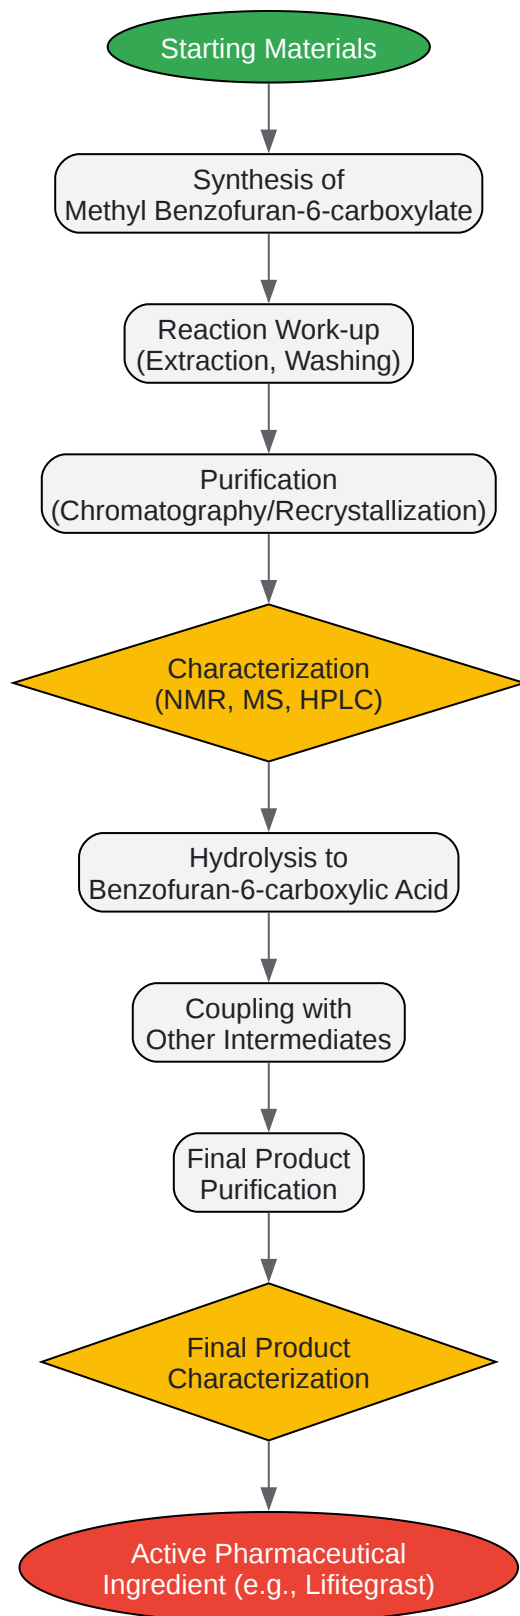 Starting Materials
Synthesis of
Methyl Benzofuran-6-carboxylate
Reaction Work-up
(Extraction, Washing)
Purification
(Chromatography/Recrystallization)
Characterization
(NMR, MS, HPLC)
Hydrolysis to
Benzofuran-6-carboxylic Acid
Coupling with
Other Intermediates
Final Product
Purification
Final Product
Characterization
Active Pharmaceutical
Ingredient (e.g., Lifitegrast)